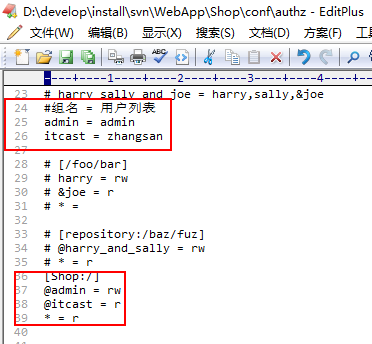 D:\develop\install\svn\WebApp\Shop\conf\authz - EditPlus
文件(W) 编辑(B) 显示(X) 搜索(S) 文档(D) 方案(
ABC
----+----1----+----2----+----3----+--
23 # harry_sally_and_joe = harry,sally,&joe
24 #组名 = 用户列表
25 admin = admin
26 itcast = zhangsan
27
28 # [/foo/bar]
29 # harry = rw
30 # &joe = r
31 # * =
32
33 # [repository:/baz/fuz]
34 # @harry_and_sally = rw
35 # * = r
36 [Shop:/]
37 @admin = rw
38 @itcast = r
39 * = r
40